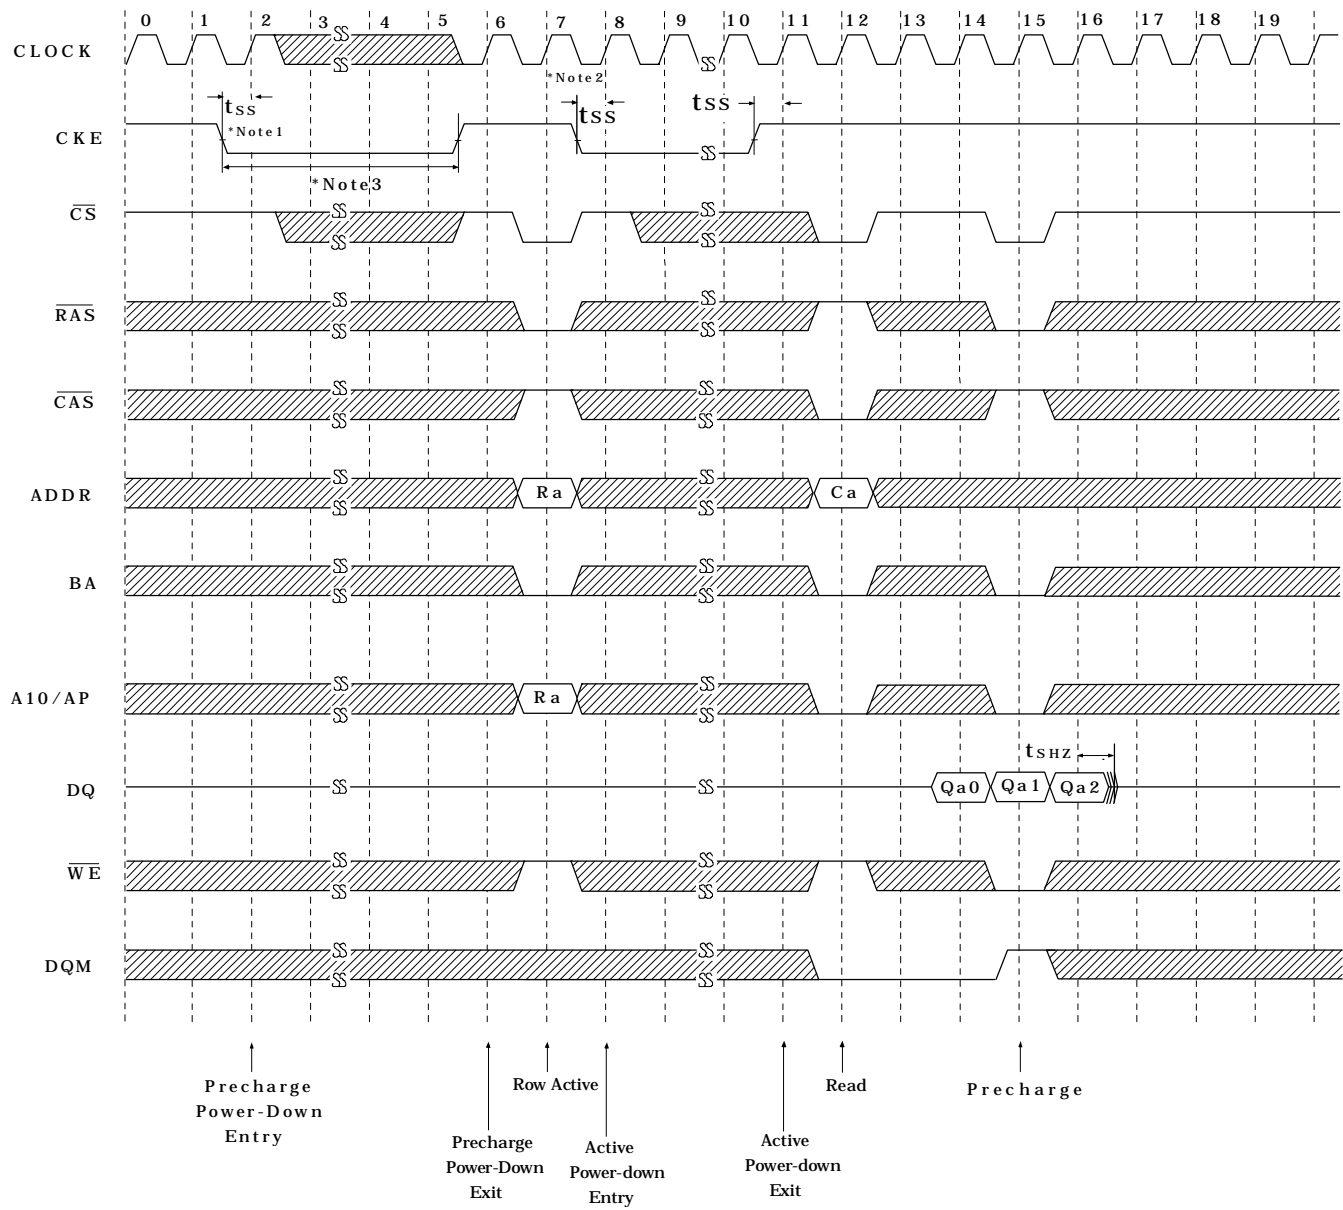 0 1 2 3 4 5 6 7 8 9 10 11 12 13 14 15 16 17 18 19
CLOCK
*Note2
tss tss tss
*Note1
CKE
*Note3
CS
RAS
CAS
ADDR Ra Ca
BA
A10/AP Ra
tSHZ
DQ Qa0 Qa1 Qa2
WE
DQM
Precharge
Power-Down
Entry
Precharge
Power-Down
Exit
Row Active
Active
Power-down
Entry
Active
Power-down
Exit
Read
Precharge